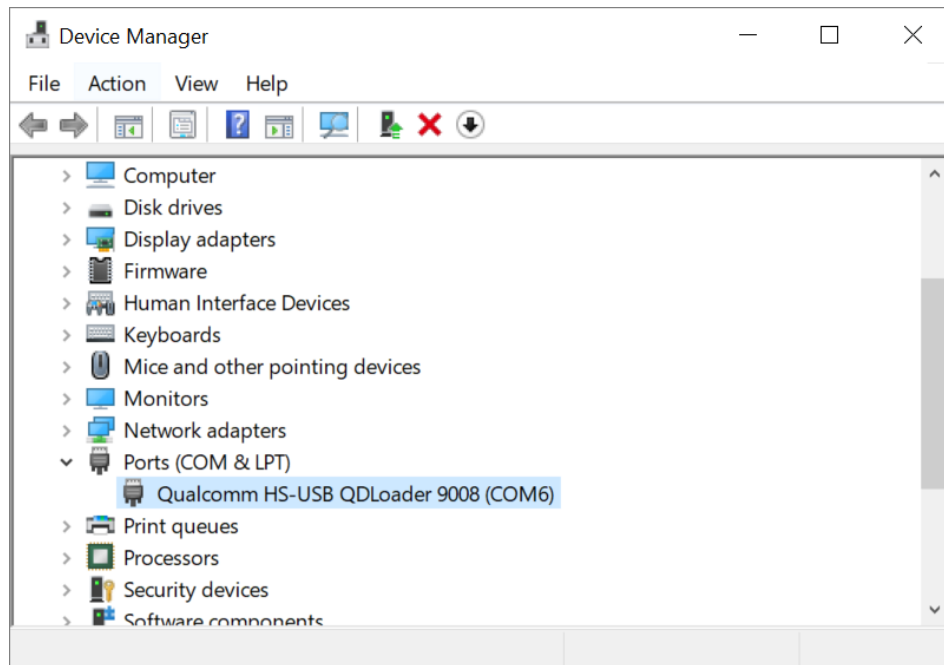 Device Manager
File Action View Help
Computer
Disk drives
Display adapters
Firmware
Human Interface Devices
Keyboards
Mice and other pointing devices
Monitors
Network adapters
Ports (COM & LPT)
Qualcomm HS-USB QDLoader 9008 (COM6)
Print queues
Processors
Security devices
Software components